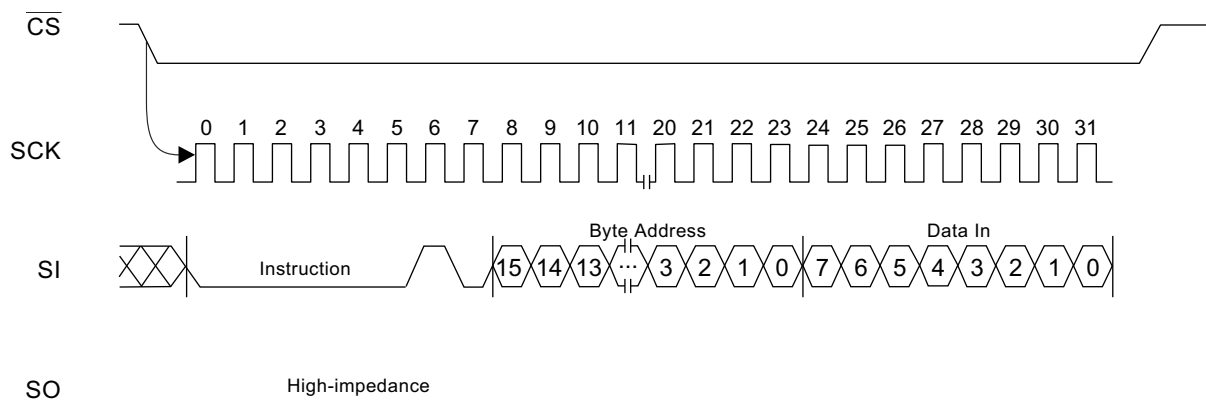 CS
0 1 2 3 4 5 6 7 8 9 10 11 20 21 22 23 24 25 26 27 28 29 30 31
SCK
Byte Address Data In
SI Instruction 15 14 13 ... 3 2 1 0 7 6 5 4 3 2 1 0
SO High-impedance